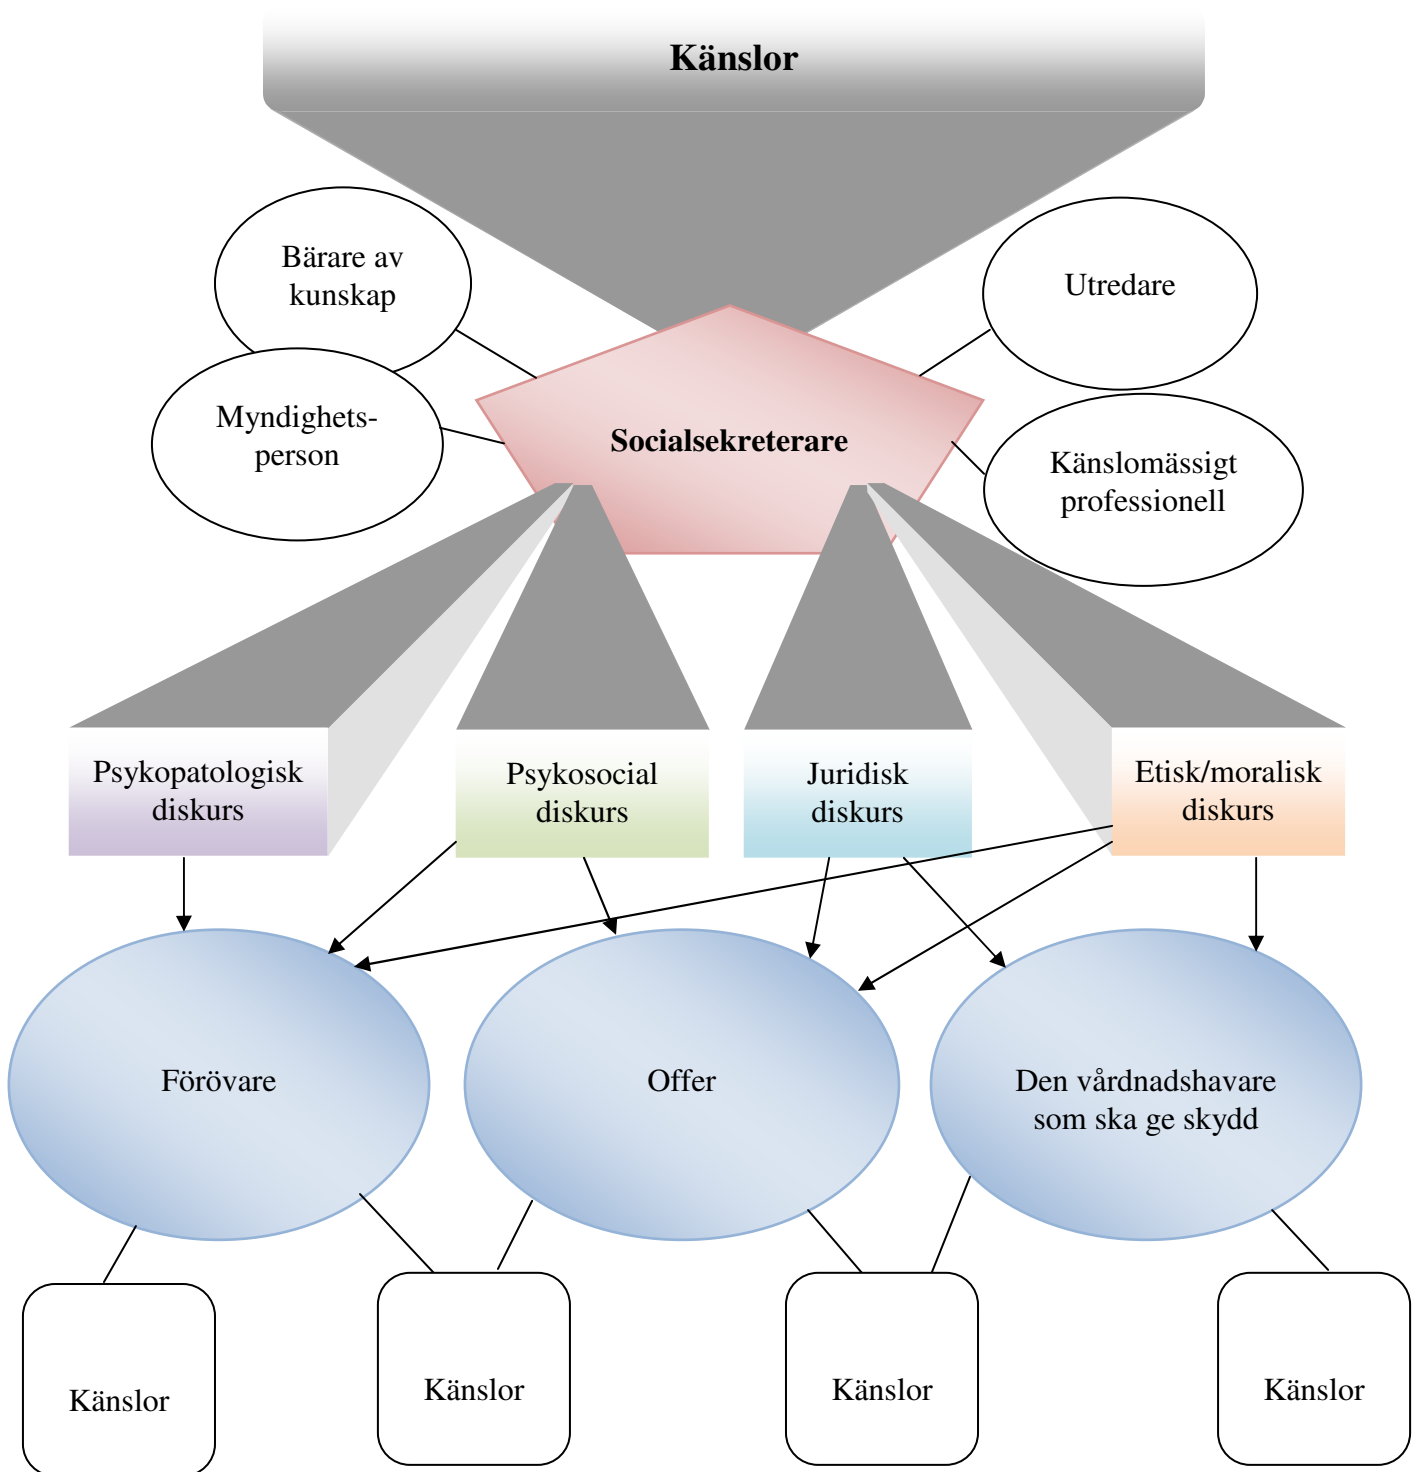 Känslor
Bärare av
kunskap
Utredare
Myndighets-
person
Socialsekreterare
Känslomässigt
professionell
Psykopatologisk
diskurs
Psykosocial
diskurs
Juridisk
diskurs
Etisk/moralisk
diskurs
Förövare
Offer
Den vårdnadshavare
som ska ge skydd
Känslor
Känslor
Känslor
Känslor